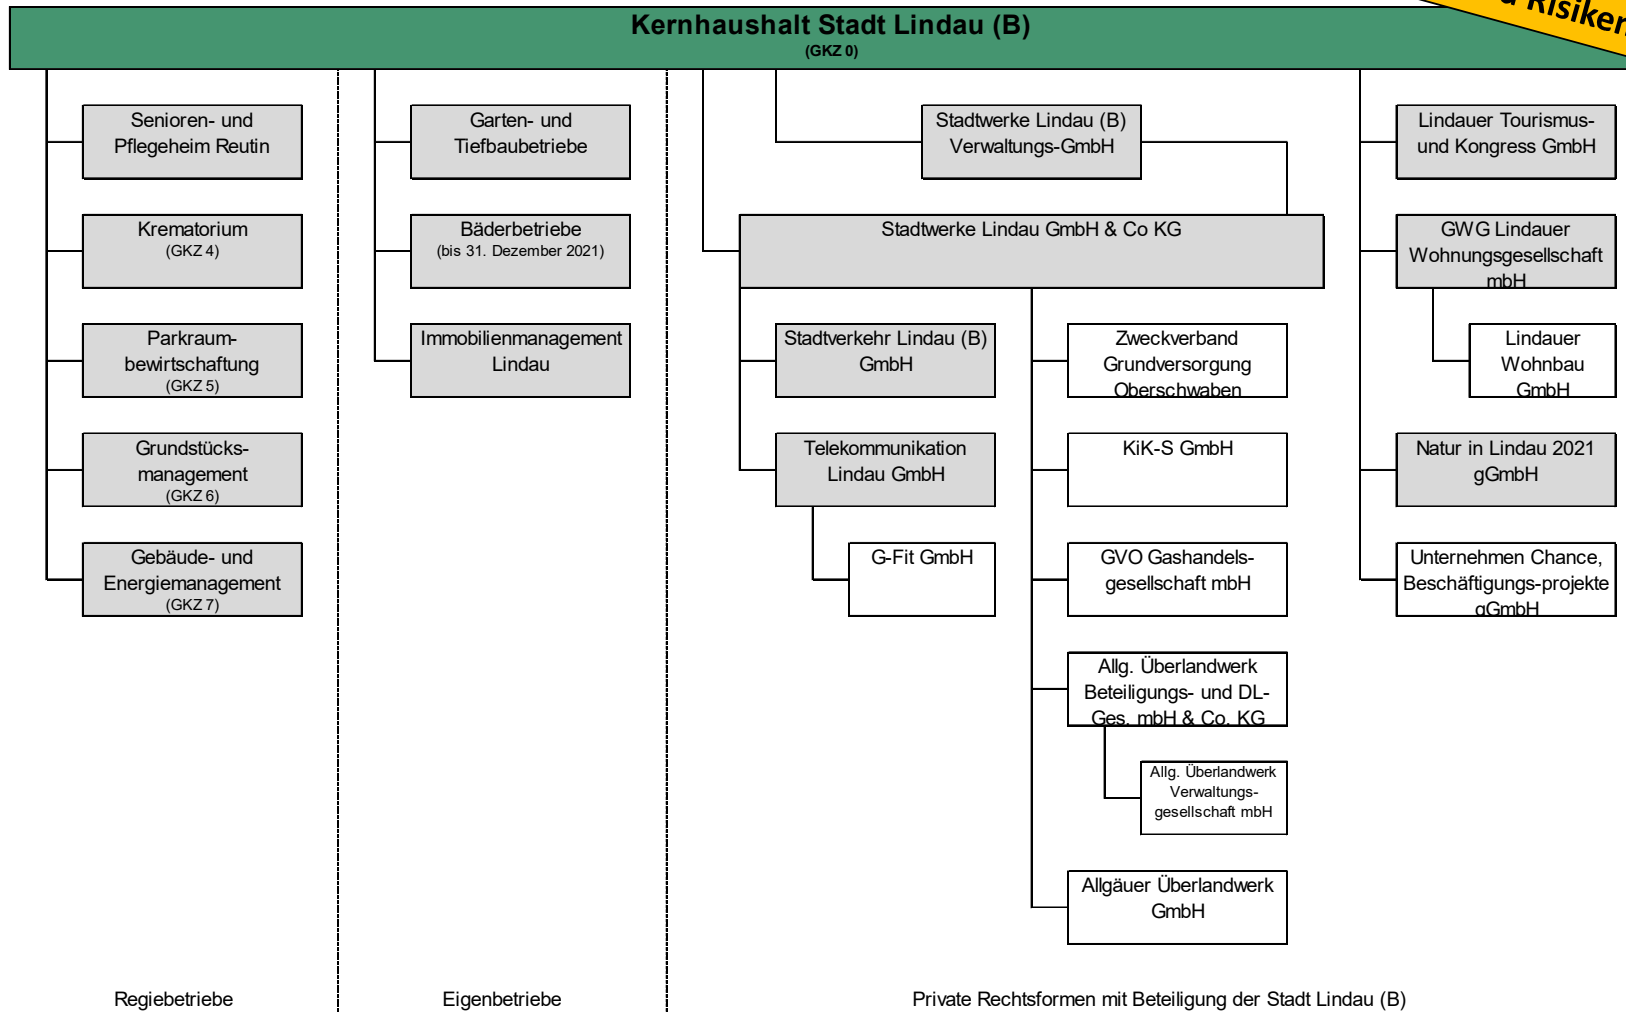 Kernhaushalt Stadt Lindau (B)
(GKZ 0)
Risiken
Senioren- und
Pflegeheim Reutin
Krematorium
(GKZ 4)
Parkraum-
bewirtschaftung
(GKZ 5)
Grundstücks-
management
(GKZ 6)
Gebäude- und
Energiemanagement
(GKZ 7)
Garten- und
Tiefbaubetriebe
Bäderbetriebe
(bis 31. Dezember 2021)
Immobilienmanagement
Lindau
Stadtwerke Lindau (B)
Verwaltungs-GmbH
Stadtwerke Lindau GmbH & Co KG
Stadtverkehr Lindau (B)
GmbH
Telekommunikation
Lindau GmbH
G-Fit GmbH
Zweckverband
Grundversorgung
Oberschwaben
KiK-S GmbH
GVO Gashandels-
gesellschaft mbH
Allg. Überlandwerk
Beteiligungs- und DL-
Ges. mbH & Co. KG
Allg. Überlandwerk
Verwaltungs-
gesellschaft mbH
Allgäuer Überlandwerk
GmbH
Lindauer Tourismus-
und Kongress GmbH
GWG Lindauer
Wohnungsgesellschaft
mbH
Lindauer
Wohnbau
GmbH
Natur in Lindau 2021
gGmbH
Unternehmen Chance,
Beschäftigungs-projekte
gGmbH
Regiebetriebe
Eigenbetriebe
Private Rechtsformen mit Beteiligung der Stadt Lindau (B)